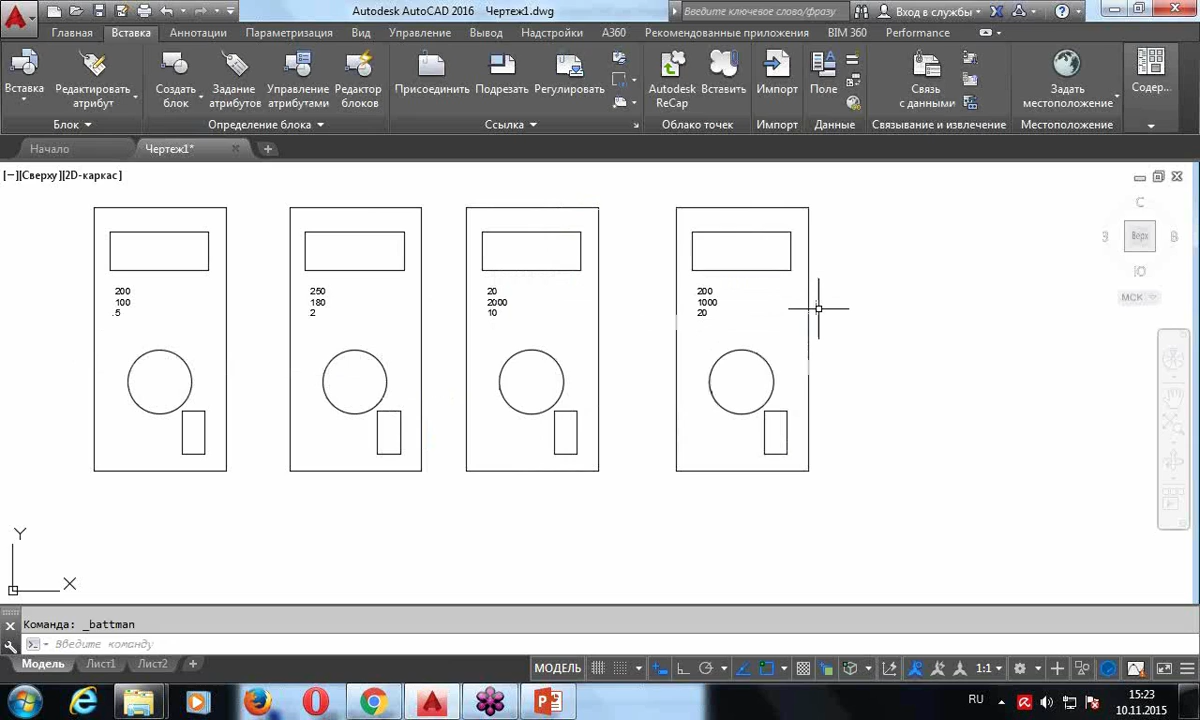 Autodesk AutoCAD 2016 Чертеж1.dwg
Введите ключевое слово/фразу
Вход в службы
Главная Вставка Аннотации Параметризация Вид Управление Вывод Надстройки A360 Рекомендованные приложения BIM 360 Performance
Вставка
Редактировать атрибут
Создать блок
Задание атрибутов
Управление атрибутами
Редактор блоков
Присоединить
Подрезать
Регулировать
Autodesk ReCap
Вставить
Импорт
Поле
Связь с данными
Задать местоположение
Содер...
Блок
Определение блока
Ссылка
Облако точек
Импорт
Данные
Связывание и извлечение
Местоположение
Начало
Чертеж1*
[−][Сверху][2D-каркас]
С
З Верх В
Ю
МСК
200
100
.5
250
180
2
20
2000
10
200
1000
20
Y
X
Команда: _battman
Введите команду
Модель Лист1 Лист2
МОДЕЛЬ
1:1
RU
15:23
10.11.2015